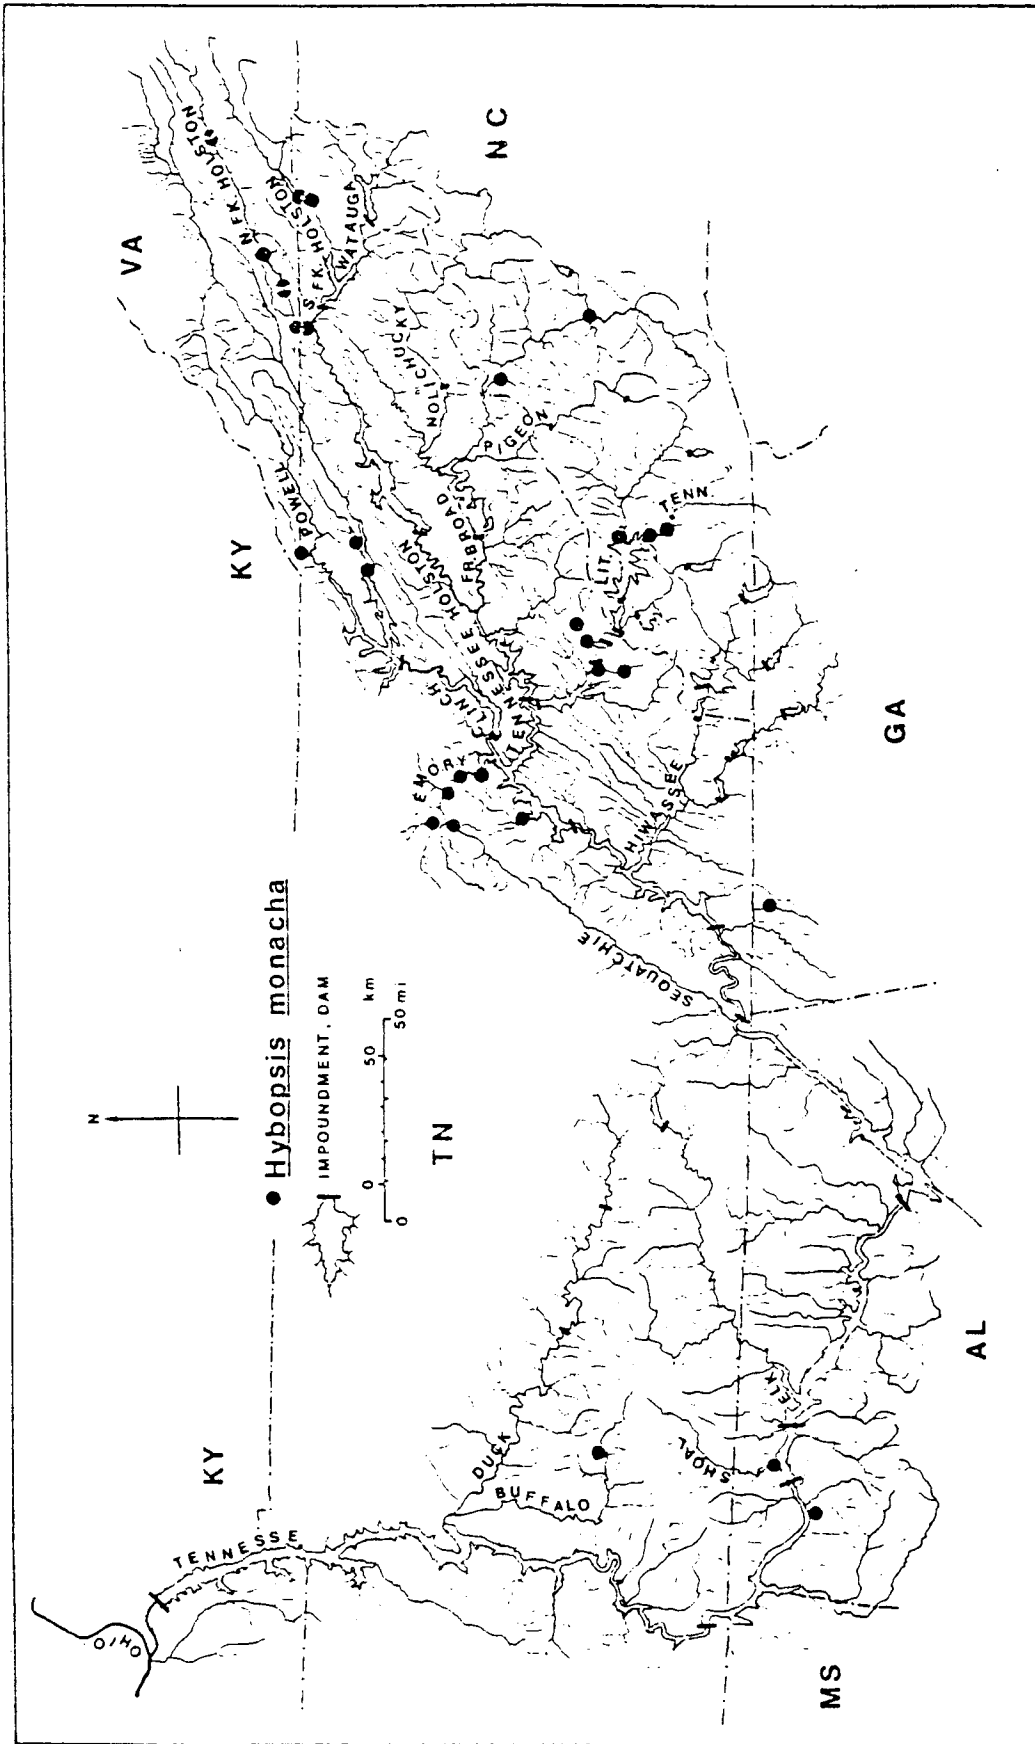 KY
KY
VA
NC
TN
GA
AL
MS
N
● Hybopsis monacha
IMPOUNDMENT, DAM
0 50 km
0 50 mi
OHIO
TENNESSE
DUCK
BUFFALO
SHOAL
ELK
SEQUATCHIE
HIWASSEE
EMORY
CLINCH
TENNESSEE
POWELL
HOLSTON
FR BROAD
N FK. HOLSTON
S. FK. HOLSTON
WATAUGA
NOLICHUCKY
PIGEON
LIT. TENN.